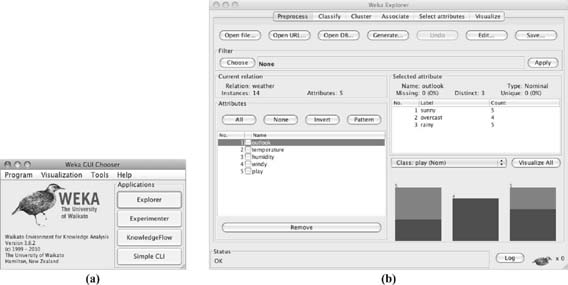 Weka GUI Chooser
Program Visualization Tools Help
WEKA
The University
of Waikato
Waikato Environment for Knowledge Analysis
Version 3.6.2
(c) 1999 - 2010
The University of Waikato
Hamilton, New Zealand
Applications
Explorer
Experimenter
KnowledgeFlow
Simple CLI
(a)
Weka Explorer
Preprocess Classify Cluster Associate Select attributes Visualize
Open file... Open URL... Open DB... Generate... Undo Edit... Save...
Filter
Choose None Apply
Current relation
Relation: weather
Instances: 14 Attributes: 5
Attributes
All None Invert Pattern
No. Name
1 outlook
2 temperature
3 humidity
4 windy
5 play
Remove
Selected attribute
Name: outlook Type: Nominal
Missing: 0 (0%) Distinct: 3 Unique: 0 (0%)
No. Label Count
1 sunny 5
2 overcast 4
3 rainy 5
Class: play (Nom) Visualize All
5 4 5
Status
OK
Log x 0
(b)